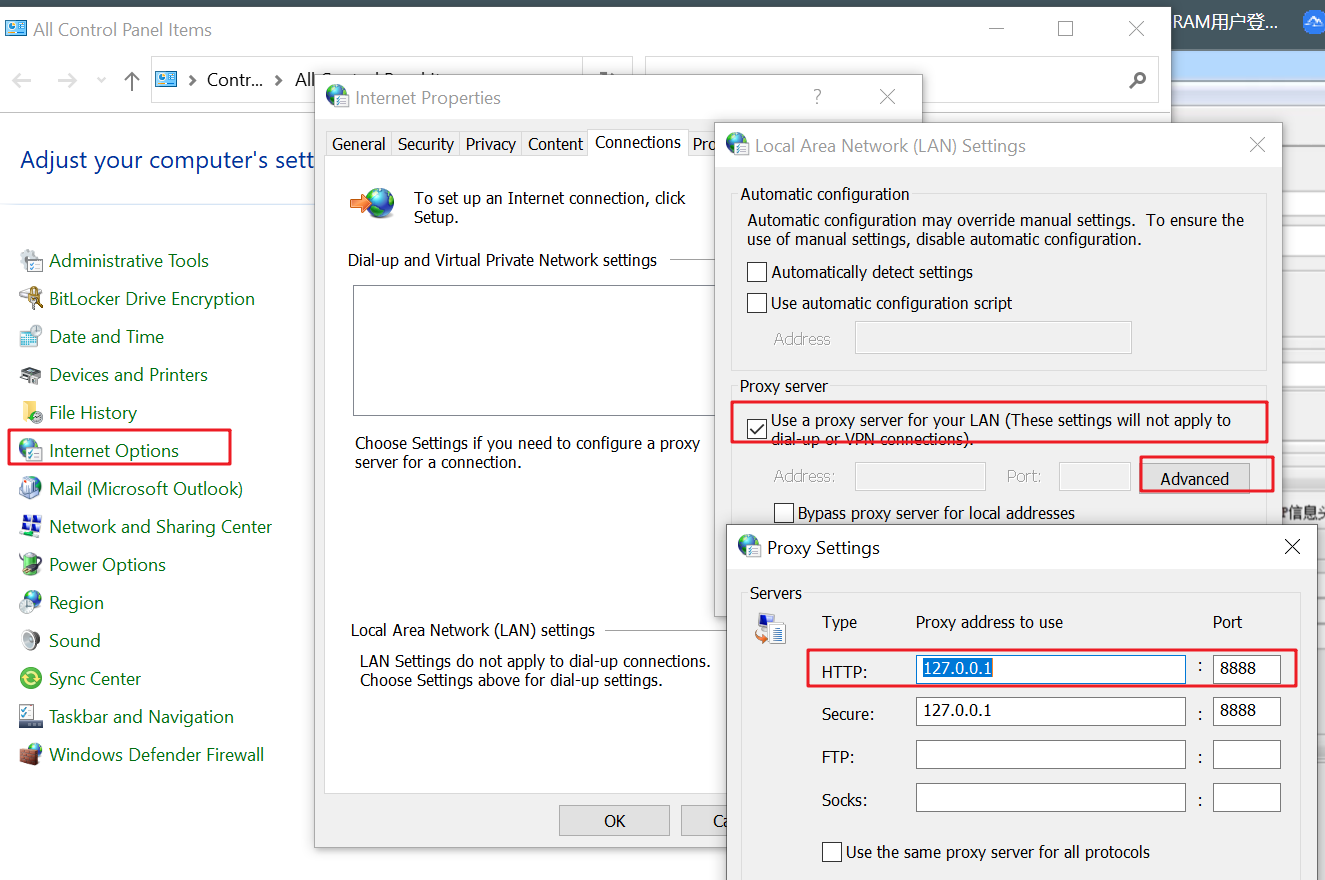 All Control Panel Items
RAM用户登...
Contr...
Internet Properties
?
Local Area Network (LAN) Settings
Adjust your computer's sett
Administrative Tools
BitLocker Drive Encryption
Date and Time
Devices and Printers
File History
Internet Options
Mail (Microsoft Outlook)
Network and Sharing Center
Power Options
Region
Sound
Sync Center
Taskbar and Navigation
Windows Defender Firewall
General Security Privacy Content Connections Pro
To set up an Internet connection, click
Setup.
Dial-up and Virtual Private Network settings
Choose Settings if you need to configure a proxy
server for a connection.
Local Area Network (LAN) settings
LAN Settings do not apply to dial-up connections.
Choose Settings above for dial-up settings.
OK
Ca
Automatic configuration
Automatic configuration may override manual settings. To ensure the
use of manual settings, disable automatic configuration.
Automatically detect settings
Use automatic configuration script
Address
Proxy server
Use a proxy server for your LAN (These settings will not apply to
dial-up or VPN connections).
Address: Port: Advanced
Bypass proxy server for local addresses
Proxy Settings
Servers
Type Proxy address to use Port
HTTP: 127.0.0.1 : 8888
Secure: 127.0.0.1 : 8888
FTP: :
Socks: :
Use the same proxy server for all protocols